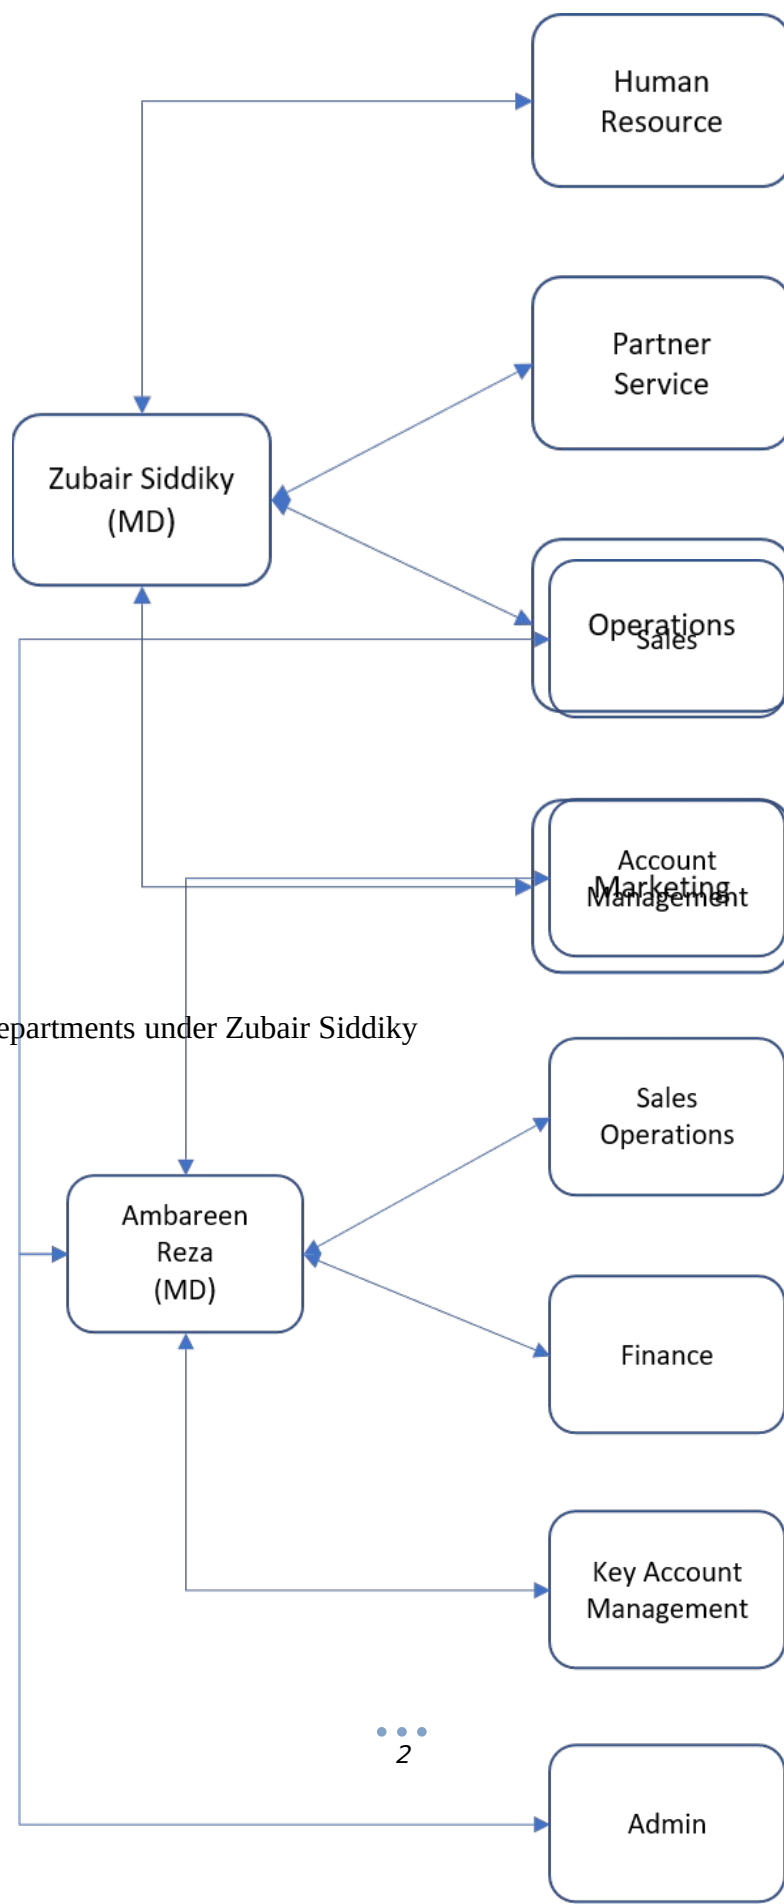 Human
Resource
Partner
Service
Zubair Siddiky
(MD)
Operations
Sales
Account
Marketing
Management
epartments under Zubair Siddiky
Sales
Operations
Ambareen
Reza
(MD)
Finance
Key Account
Management
2
Admin